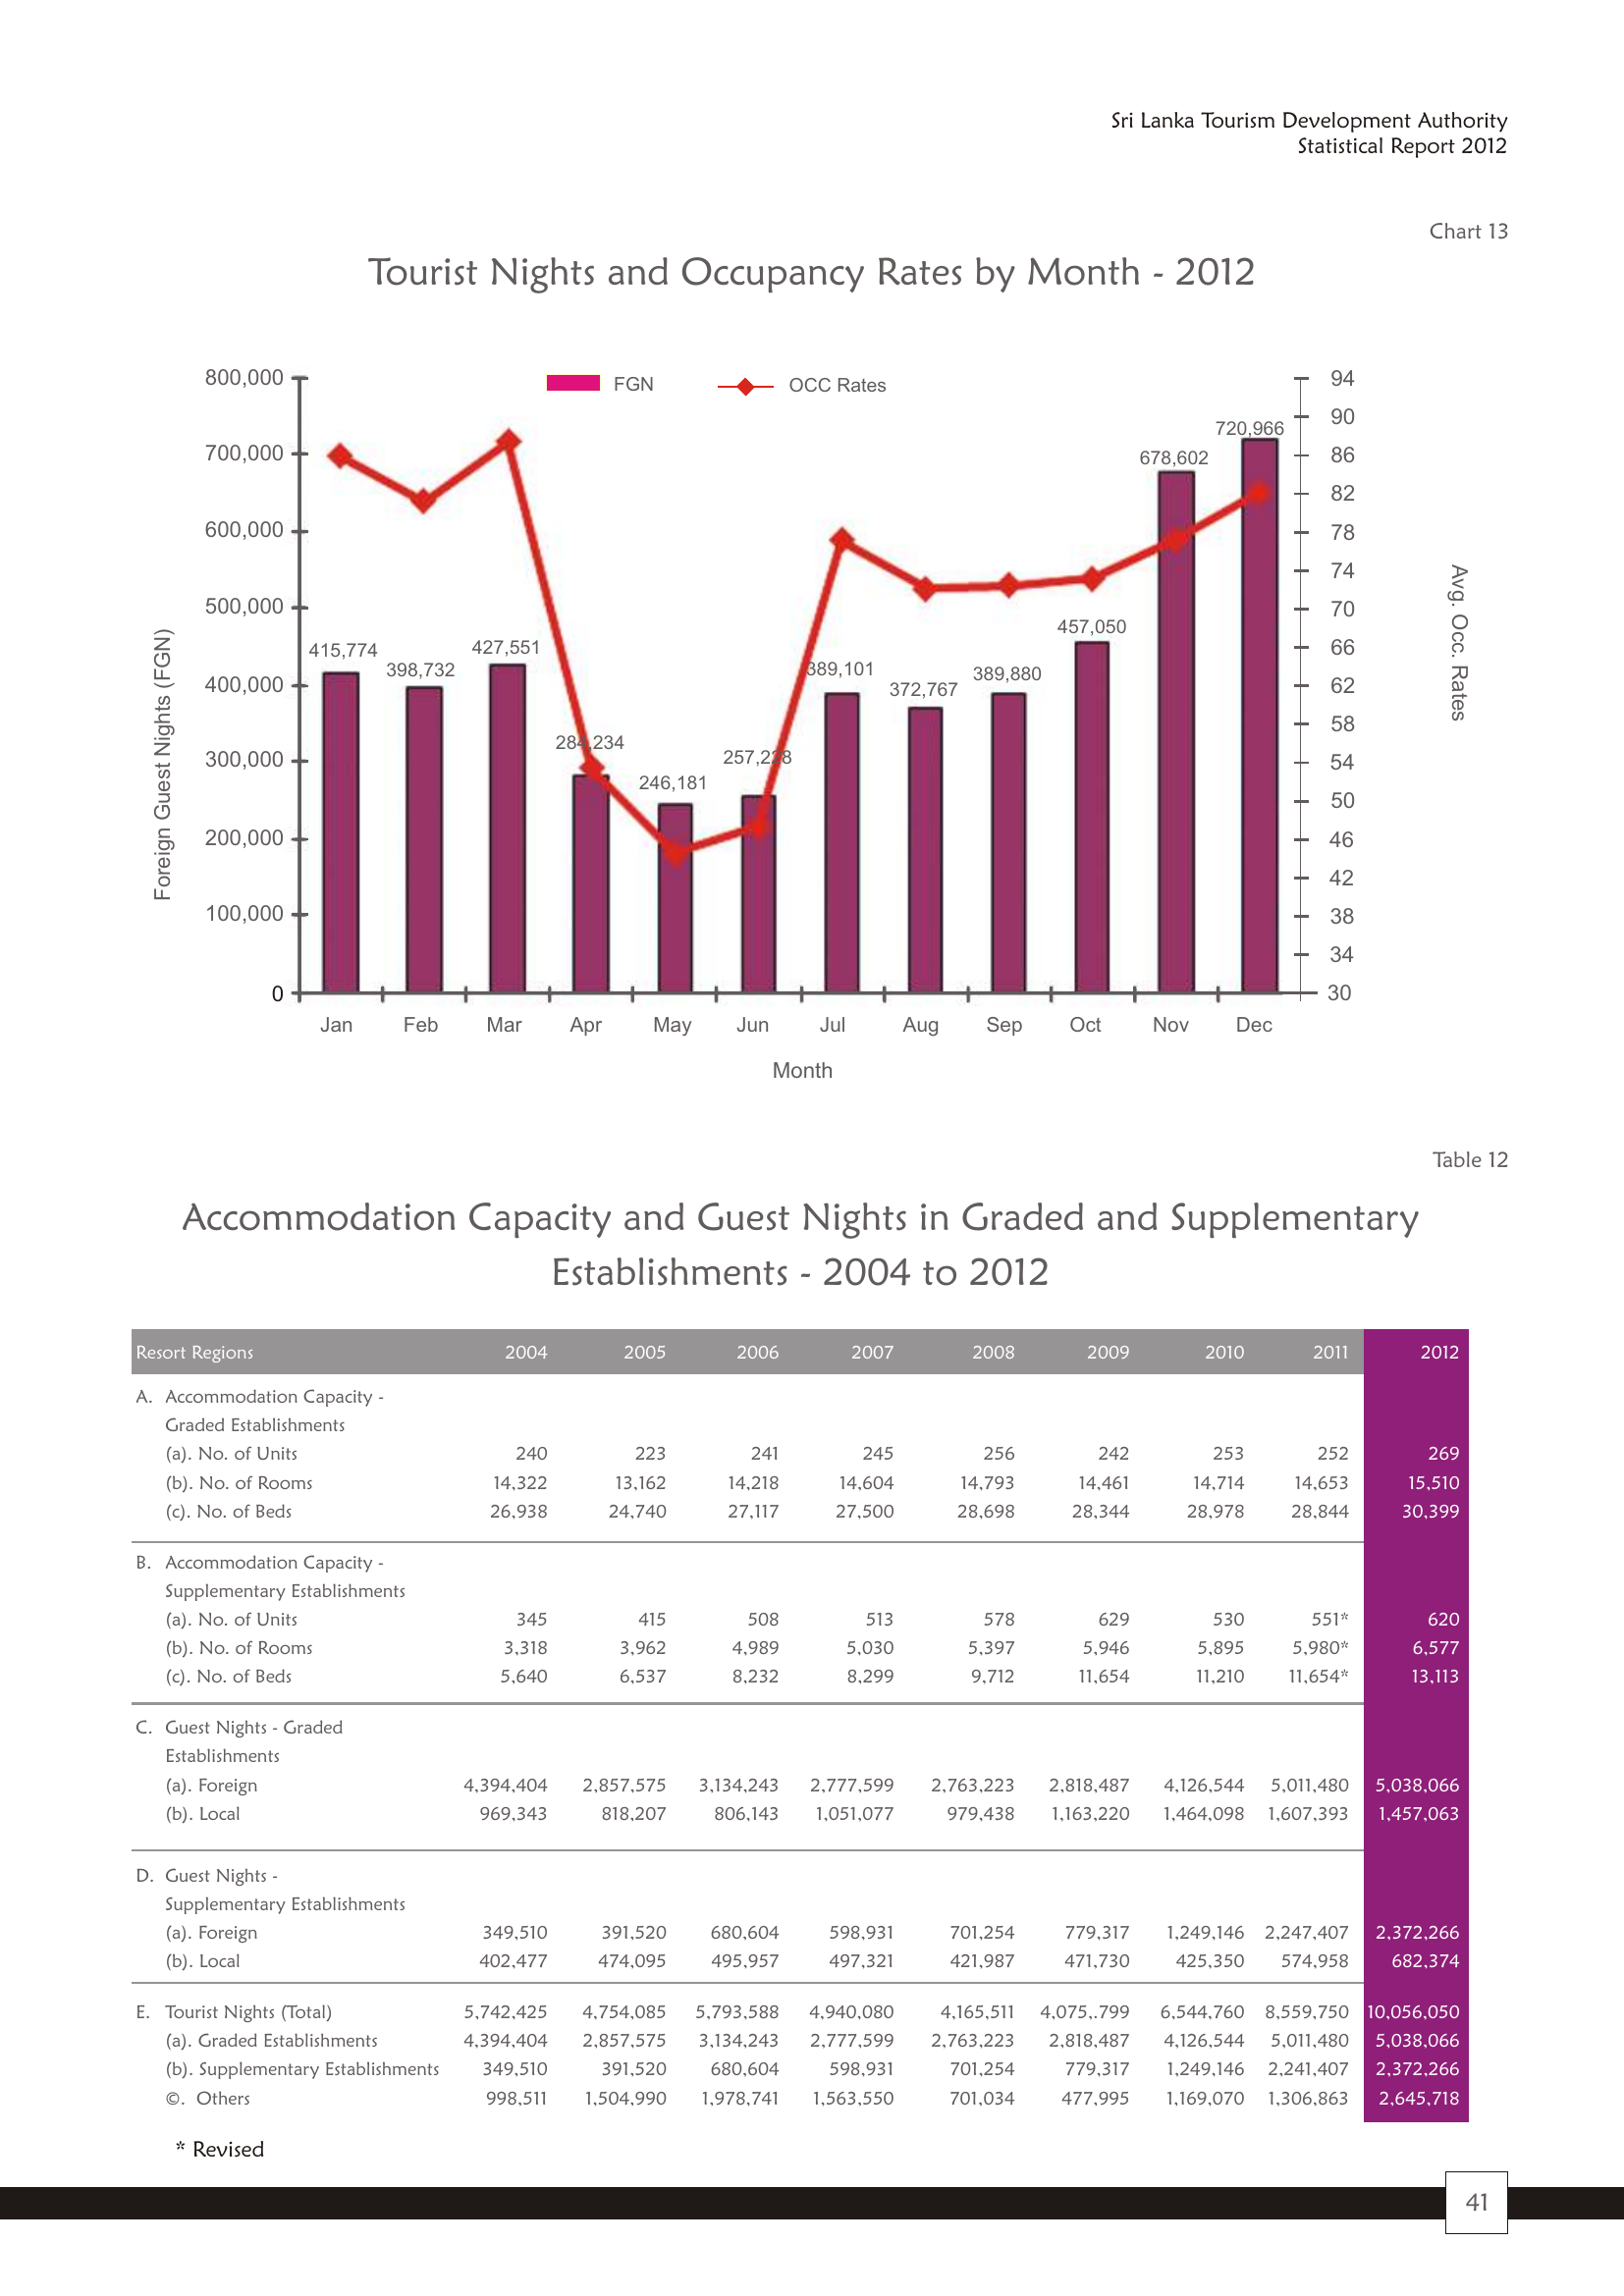 Sri Lanka Tourism Development Authority
Statistical Report 2012
Chart 13
Tourist Nights and Occupancy Rates by Month - 2012
FGN
OCC Rates
Foreign Guest Nights (FGN)
800,000
700,000
600,000
500,000
400,000
300,000
200,000
100,000
0
415,774
398,732
427,551
284,234
246,181
257,228
389,101
372,767
389,880
457,050
678,602
720,966
94
90
86
82
78
74
70
66
62
58
54
50
46
42
38
34
30
Avg. Occ. Rates
Jan Feb Mar Apr May Jun Jul Aug Sep Oct Nov Dec
Month
Table 12
Accommodation Capacity and Guest Nights in Graded and Supplementary
Establishments - 2004 to 2012
Resort Regions 2004 2005 2006 2007 2008 2009 2010 2011 2012
A. Accommodation Capacity -
Graded Establishments
(a). No. of Units 240 223 241 245 256 242 253 252 269
(b). No. of Rooms 14,322 13,162 14,218 14,604 14,793 14,461 14,714 14,653 15,510
(c). No. of Beds 26,938 24,740 27,117 27,500 28,698 28,344 28,978 28,844 30,399
B. Accommodation Capacity -
Supplementary Establishments
(a). No. of Units 345 415 508 513 578 629 530 551* 620
(b). No. of Rooms 3,318 3,962 4,989 5,030 5,397 5,946 5,895 5,980* 6,577
(c). No. of Beds 5,640 6,537 8,232 8,299 9,712 11,654 11,210 11,654* 13,113
C. Guest Nights - Graded
Establishments
(a). Foreign 4,394,404 2,857,575 3,134,243 2,777,599 2,763,223 2,818,487 4,126,544 5,011,480 5,038,066
(b). Local 969,343 818,207 806,143 1,051,077 979,438 1,163,220 1,464,098 1,607,393 1,457,063
D. Guest Nights -
Supplementary Establishments
(a). Foreign 349,510 391,520 680,604 598,931 701,254 779,317 1,249,146 2,247,407 2,372,266
(b). Local 402,477 474,095 495,957 497,321 421,987 471,730 425,350 574,958 682,374
E. Tourist Nights (Total) 5,742,425 4,754,085 5,793,588 4,940,080 4,165,511 4,075,.799 6,544,760 8,559,750 10,056,050
(a). Graded Establishments 4,394,404 2,857,575 3,134,243 2,777,599 2,763,223 2,818,487 4,126,544 5,011,480 5,038,066
(b). Supplementary Establishments 349,510 391,520 680,604 598,931 701,254 779,317 1,249,146 2,241,407 2,372,266
©. Others 998,511 1,504,990 1,978,741 1,563,550 701,034 477,995 1,169,070 1,306,863 2,645,718
* Revised
41